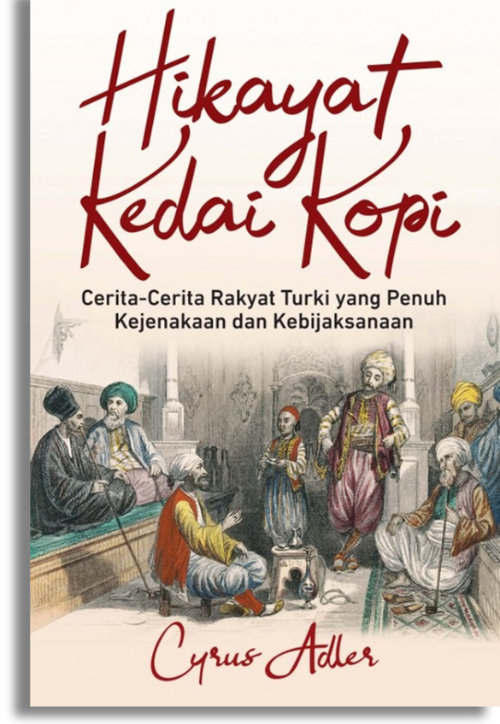 Hikayat
Kedai Kopi
Cerita-Cerita Rakyat Turki yang Penuh
Kejenakaan dan Kebijaksanaan
Cyrus Adler